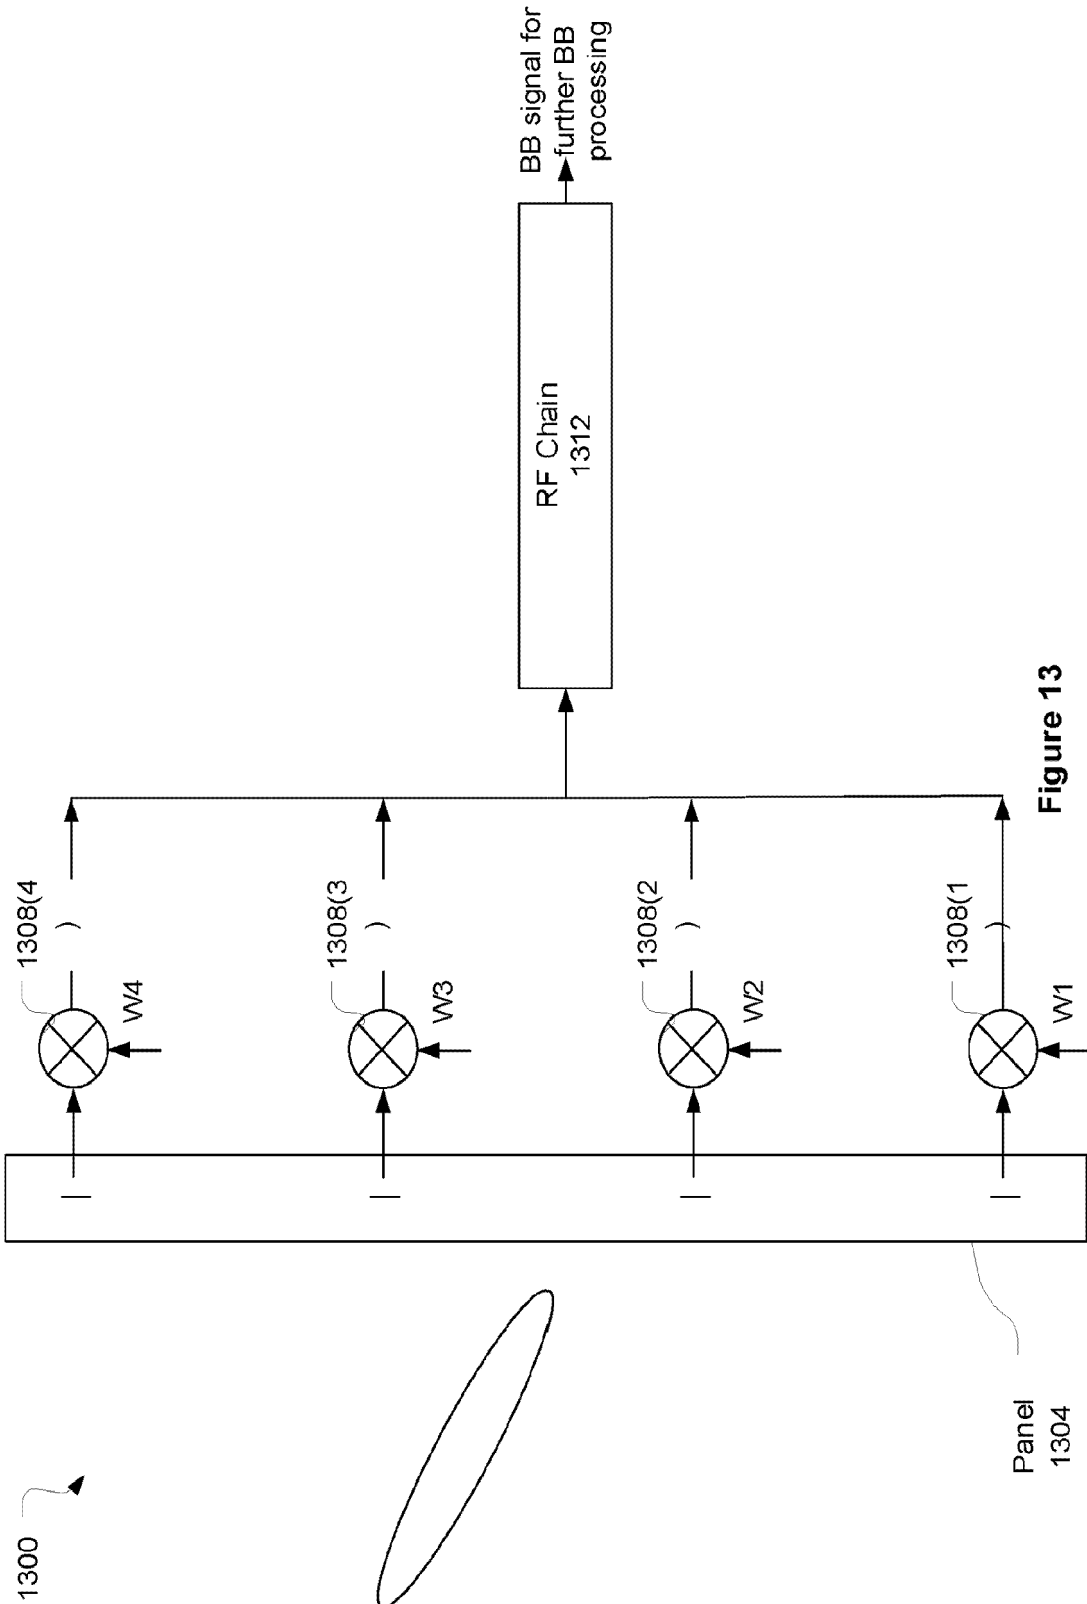 1300
1308(4
)
W4
1308(3
)
W3
BB signal for
further BB
processing
RF Chain
1312
1308(2
)
W2
1308(1
)
W1
Panel
1304
Figure 13